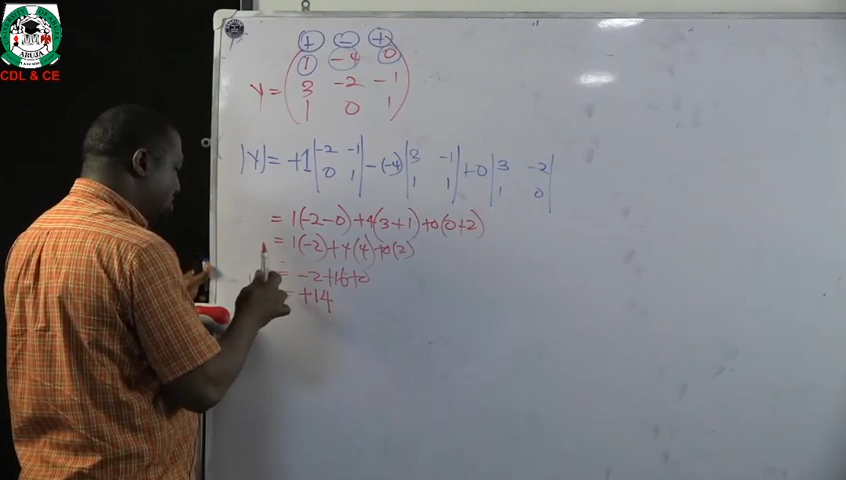 ABUJA
CDL & CE
+ - +
Y = ( 1 -4 0
3 -2 -1
1 0 1 )
|Y| = +1 | -2 -1 | -(-4) | 3 -1 | +0 | 3 -2 |
| 0 1 | | 1 1 | | 1 0 |
= 1(-2-0) +4(3+1) +0(0+2)
= 1(-2) +4(4) +0(2)
= -2+16+0
= +14